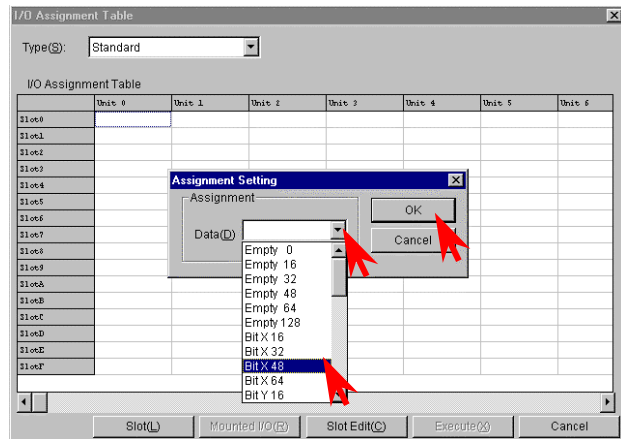 I/O Assignment Table
Type(S): Standard
I/O Assignment Table
Unit 0 Unit 1 Unit 2 Unit 3 Unit 4 Unit 5 Unit 6
Slot0
Slot1
Slot2
Slot3
Slot4
Slot5
Slot6
Slot7
Slot8
Slot9
SlotA
SlotB
SlotC
SlotD
SlotE
SlotF
Assignment Setting
Assignment
Data(D)
OK
Cancel
Empty 0
Empty 16
Empty 32
Empty 48
Empty 64
Empty 128
Bit X 16
Bit X 32
Bit X 48
Bit X 64
Bit Y 16
Slot(L) Mounted I/O(R) Slot Edit(C) Execute(X) Cancel